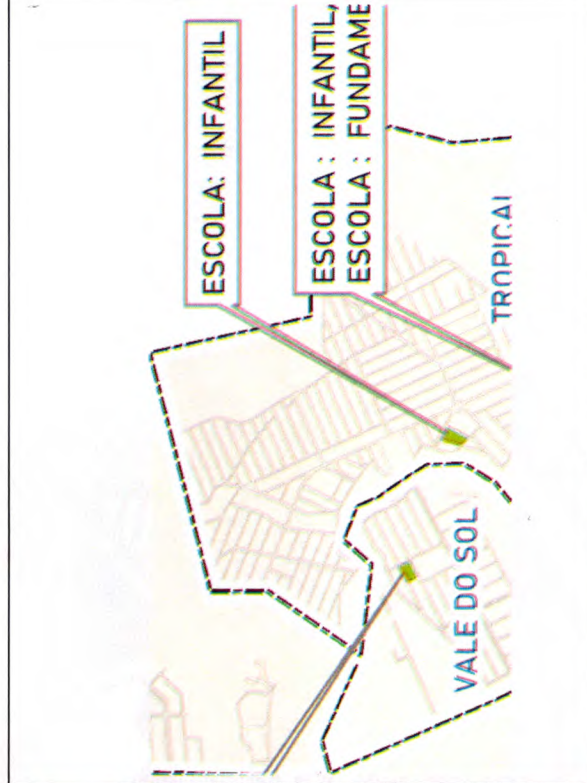 ESCOLA: INFANTIL
ESCOLA : INFANTIL,
ESCOLA : FUNDAME
TROPICAL
VALE DO SOL